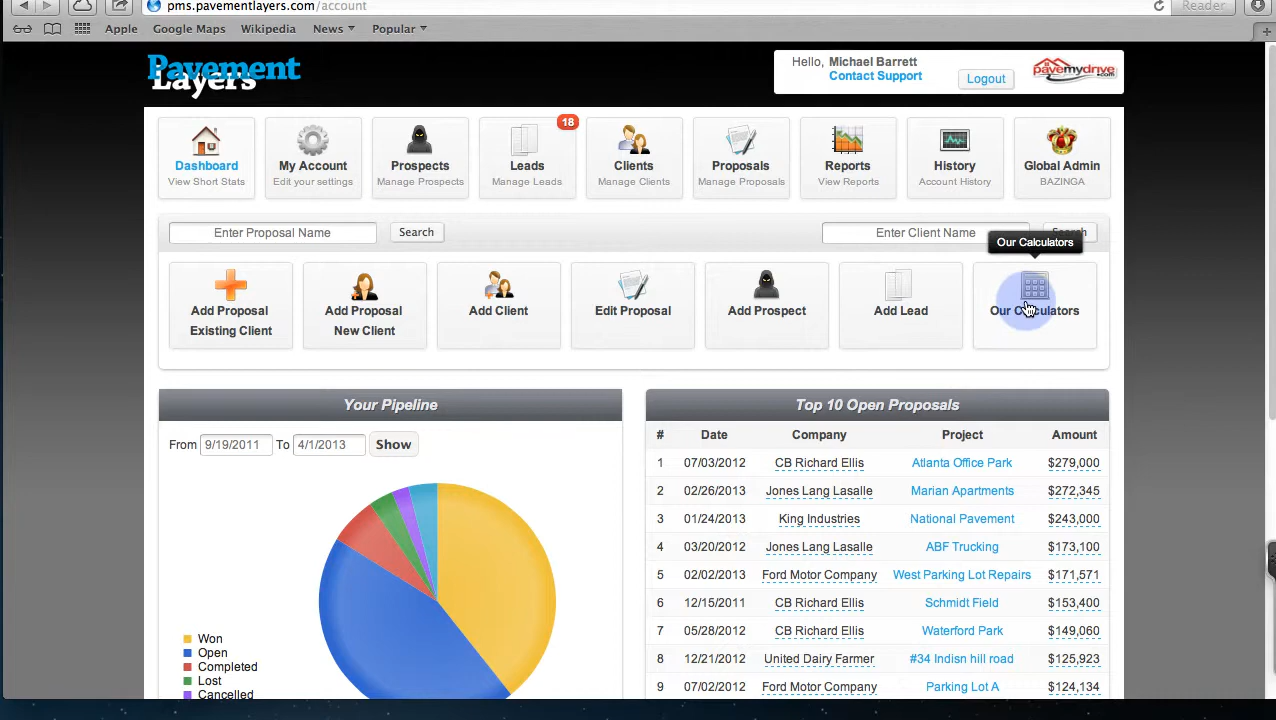 pms.pavementlayers.com/account
Reader
Apple Google Maps Wikipedia News Popular
Pavement
Layers
Hello, Michael Barrett
Contact Support
Logout
pavemydrive.com
18
Dashboard
View Short Stats
My Account
Edit your settings
Prospects
Manage Prospects
Leads
Manage Leads
Clients
Manage Clients
Proposals
Manage Proposals
Reports
View Reports
History
Account History
Global Admin
BAZINGA
Enter Proposal Name
Search
Enter Client Name
Search
Our Calculators
Add Proposal
Existing Client
Add Proposal
New Client
Add Client
Edit Proposal
Add Prospect
Add Lead
Our Calculators
Your Pipeline
From 9/19/2011 To 4/1/2013 Show
Won
Open
Completed
Lost
Cancelled
Top 10 Open Proposals
# Date Company Project Amount
1 07/03/2012 CB Richard Ellis Atlanta Office Park $279,000
2 02/26/2013 Jones Lang Lasalle Marian Apartments $272,345
3 01/24/2013 King Industries National Pavement $243,000
4 03/20/2012 Jones Lang Lasalle ABF Trucking $173,100
5 02/02/2013 Ford Motor Company West Parking Lot Repairs $171,571
6 12/15/2011 CB Richard Ellis Schmidt Field $153,400
7 05/28/2012 CB Richard Ellis Waterford Park $149,060
8 12/21/2012 United Dairy Farmer #34 Indisn hill road $125,923
9 07/02/2012 Ford Motor Company Parking Lot A $124,134